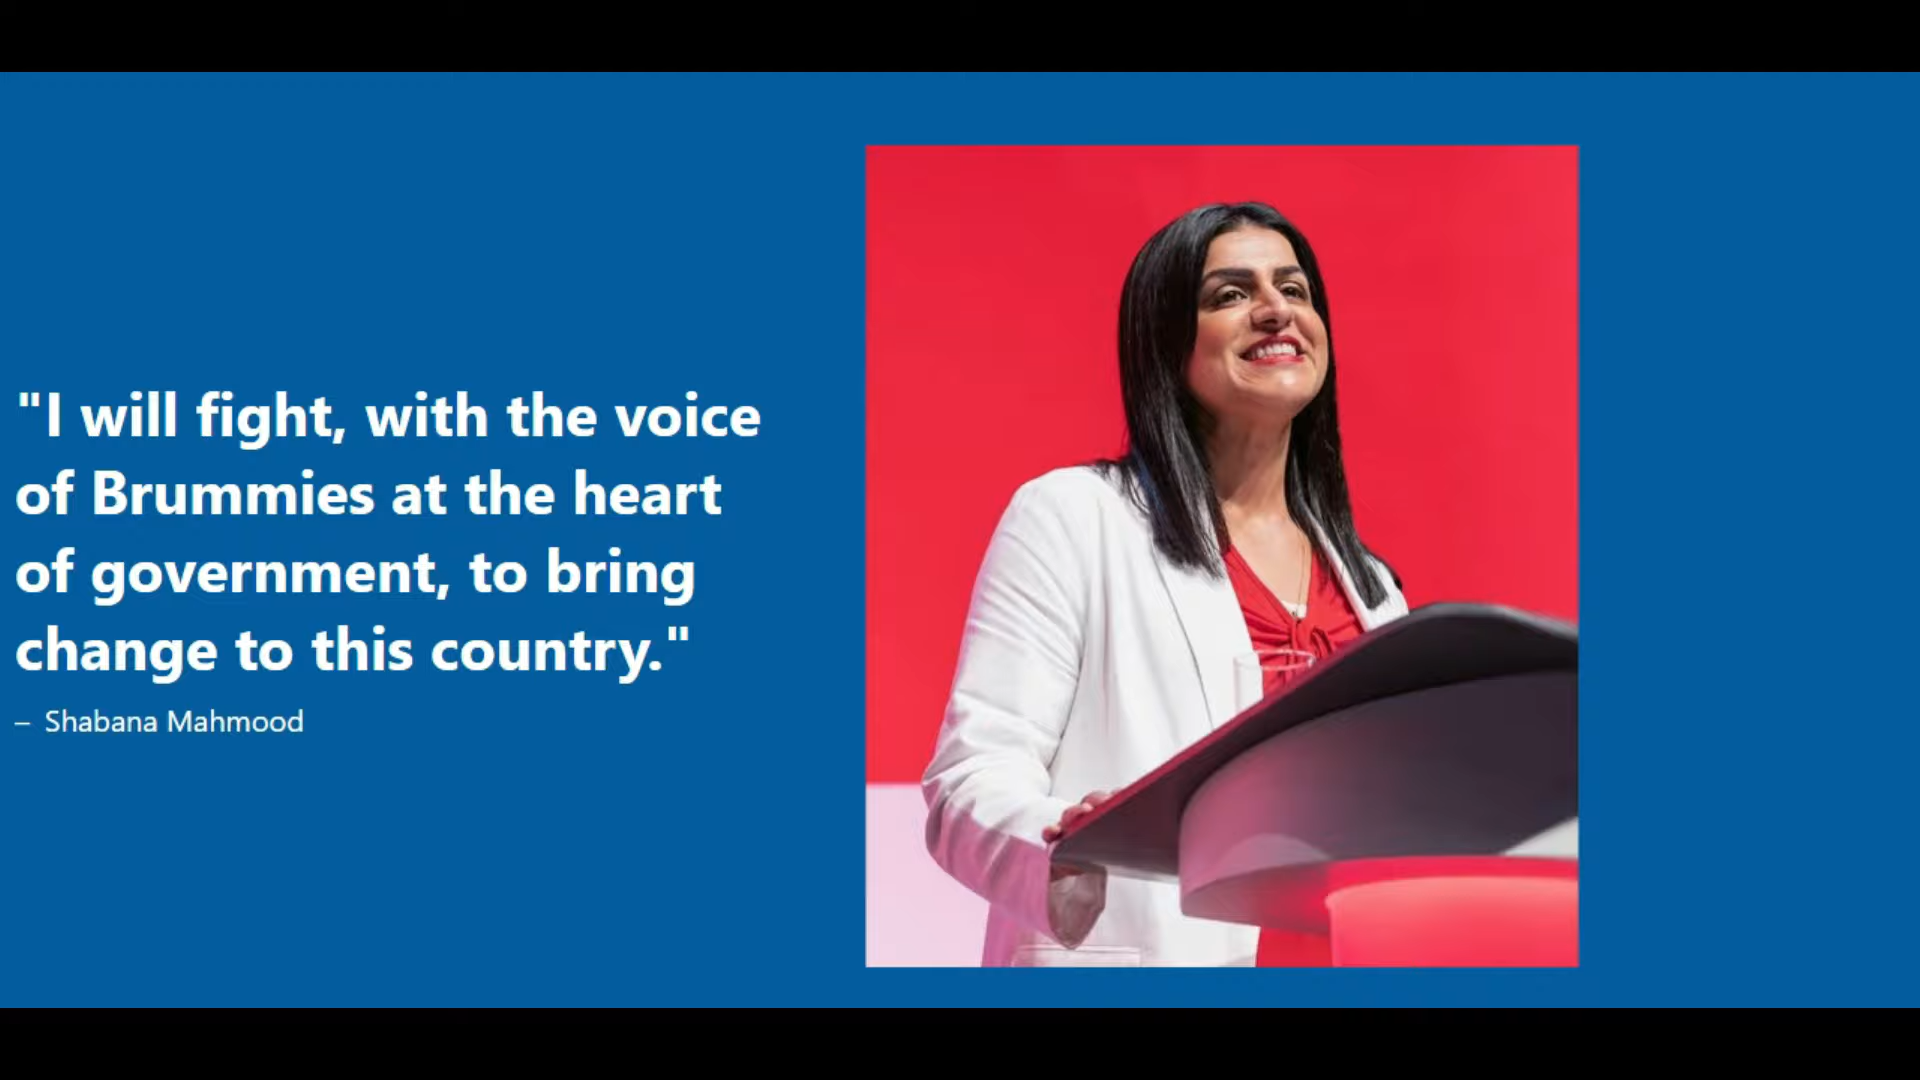 "I will fight, with the voice
of Brummies at the heart
of government, to bring
change to this country."
– Shabana Mahmood